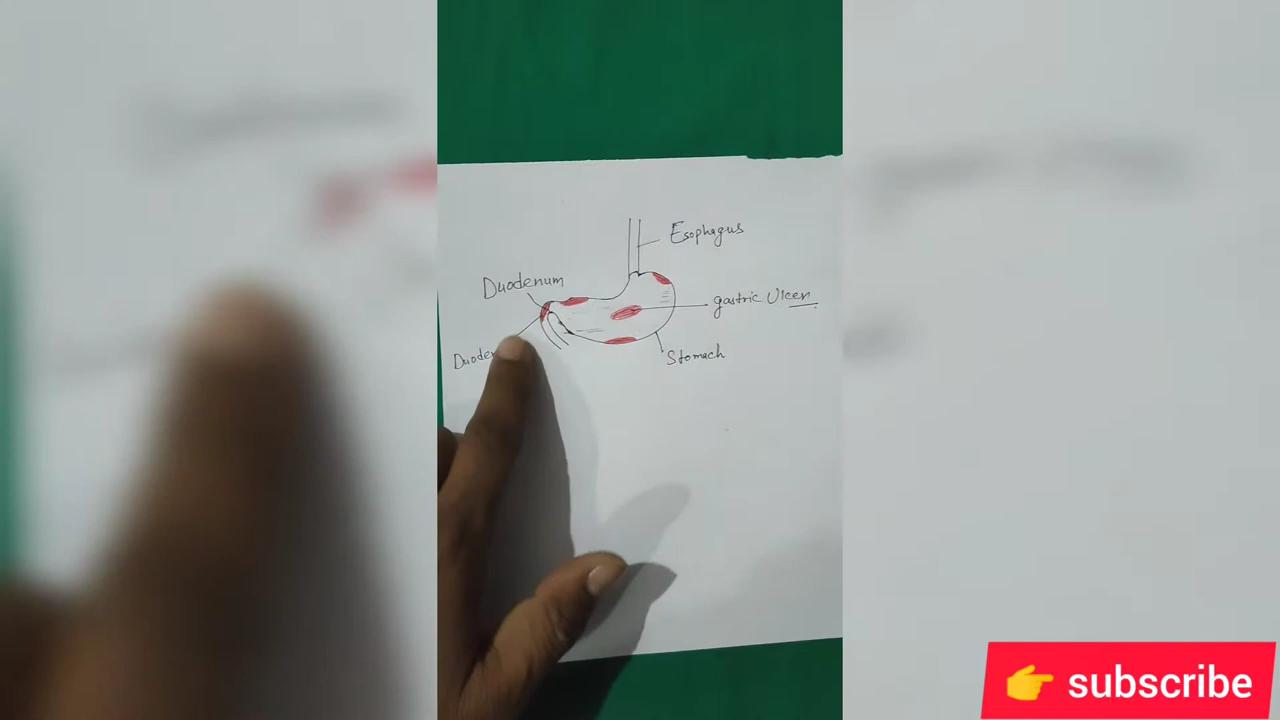 Esophagus
Duodenum
gastric Ulcer
Stomach
subscribe